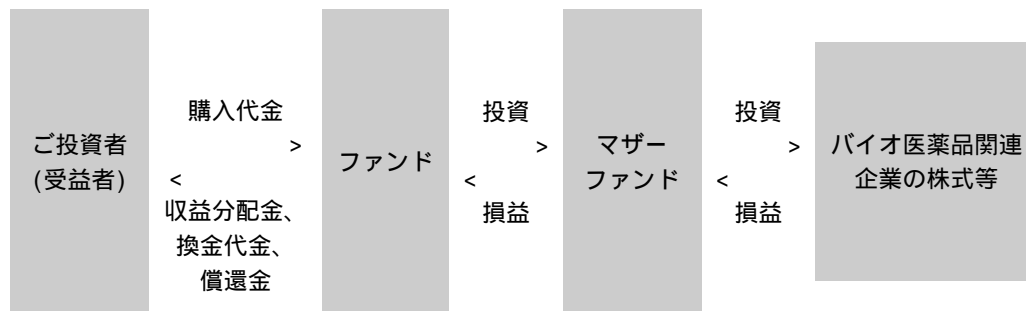 ご投資者
(受益者)
購入代金
>
<
収益分配金、
換金代金、
償還金
ファンド
投資
>
<
損益
マザー
ファンド
投資
>
<
損益
バイオ医薬品関連
企業の株式等